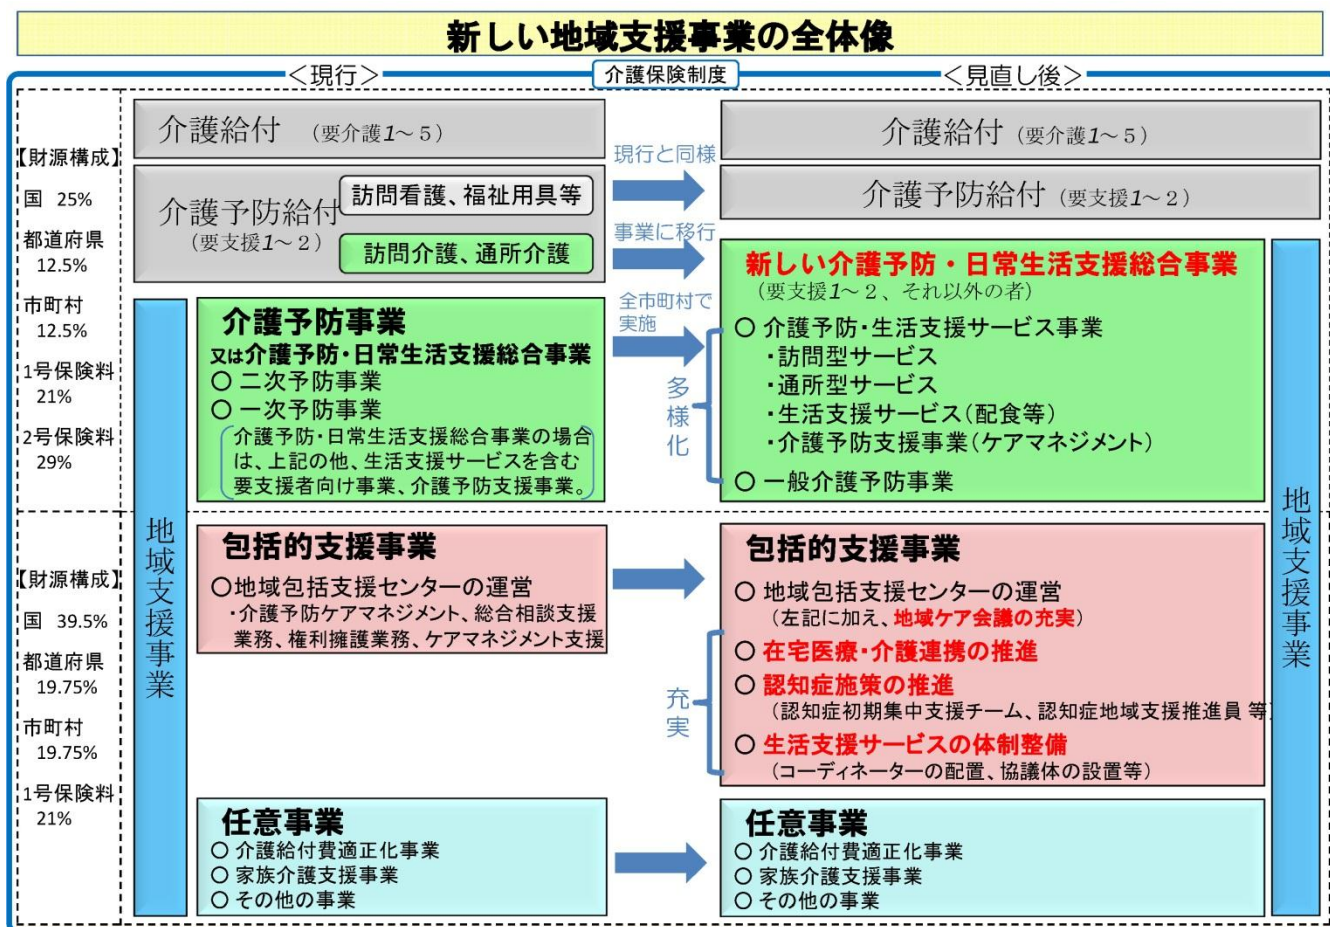 新しい地域支援事業の全体像
＜現行＞
介護保険制度
＜見直し後＞
【財源構成】
国 25%
都道府県
12.5%
市町村
12.5%
1号保険料
21%
2号保険料
29%
【財源構成】
国 39.5%
都道府県
19.75%
市町村
19.75%
1号保険料
21%
介護給付 （要介護1～５）
介護予防給付
（要支援1～２）
訪問看護、福祉用具等
訪問介護、通所介護
地域支援事業
介護予防事業
又は介護予防・日常生活支援総合事業
○ 二次予防事業
○ 一次予防事業
介護予防・日常生活支援総合事業の場合
は、上記の他、生活支援サービスを含む
要支援者向け事業、介護予防支援事業。
包括的支援事業
○地域包括支援センターの運営
・介護予防ケアマネジメント、総合相談支援
業務、権利擁護業務、ケアマネジメント支援
任意事業
○ 介護給付費適正化事業
○ 家族介護支援事業
○ その他の事業
現行と同様
事業に移行
全市町村で
実施
多様化
充実
介護給付（要介護1～５）
介護予防給付（要支援1～２）
新しい介護予防・日常生活支援総合事業
（要支援1～２、それ以外の者）
○ 介護予防・生活支援サービス事業
・訪問型サービス
・通所型サービス
・生活支援サービス（配食等）
・介護予防支援事業（ケアマネジメント）
○ 一般介護予防事業
包括的支援事業
○ 地域包括支援センターの運営
（左記に加え、地域ケア会議の充実）
○ 在宅医療・介護連携の推進
○ 認知症施策の推進
（認知症初期集中支援チーム、認知症地域支援推進員 等）
○ 生活支援サービスの体制整備
（コーディネーターの配置、協議体の設置等）
任意事業
○ 介護給付費適正化事業
○ 家族介護支援事業
○ その他の事業
地域支援事業